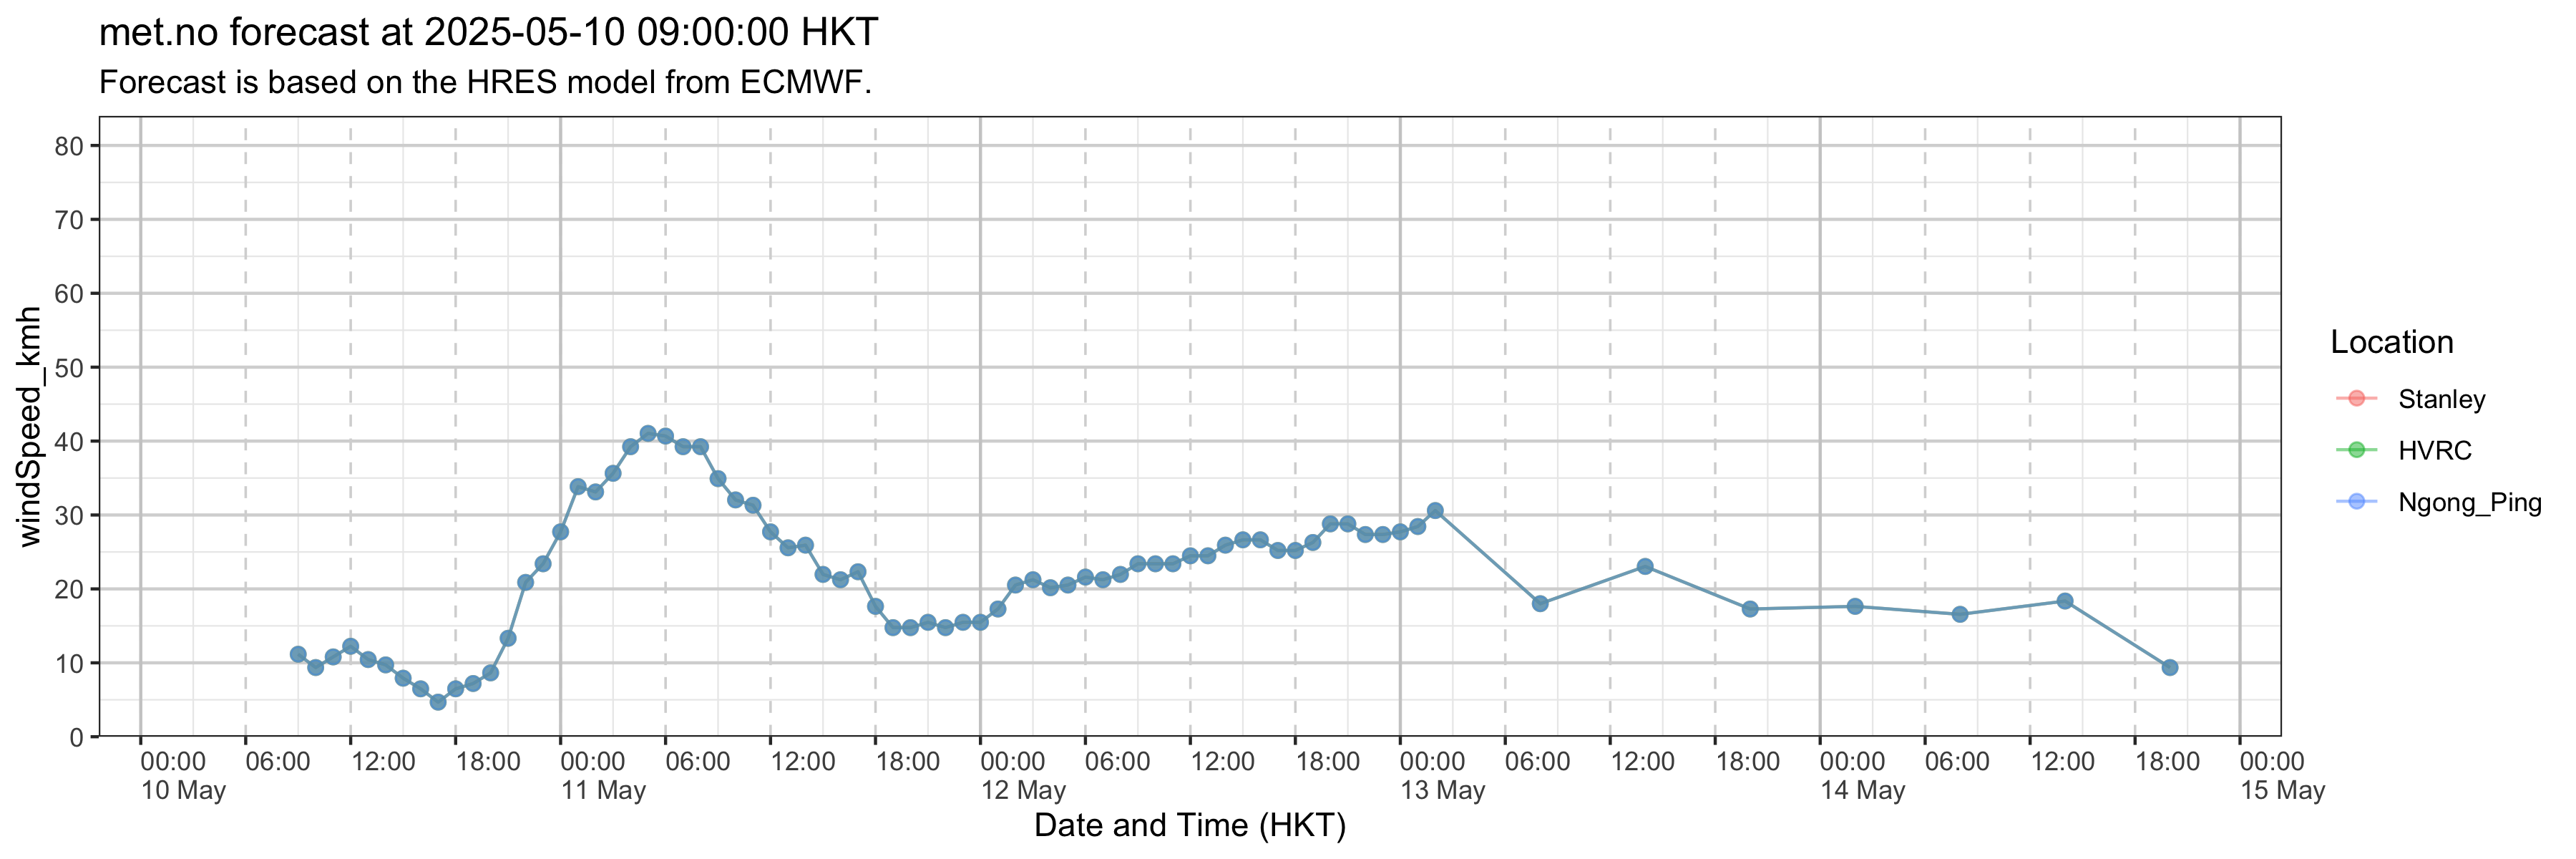 met.no forecast at 2025-05-10 09:00:00 HKT
Forecast is based on the HRES model from ECMWF.
windSpeed_kmh
80
70
60
50
40
30
20
10
0
00:00 06:00 12:00 18:00 00:00 06:00 12:00 18:00 00:00 06:00 12:00 18:00 00:00 06:00 12:00 18:00 00:00 06:00 12:00 18:00 00:00
10 May 11 May 12 May 13 May 14 May 15 May
Date and Time (HKT)
Location
Stanley
HVRC
Ngong_Ping